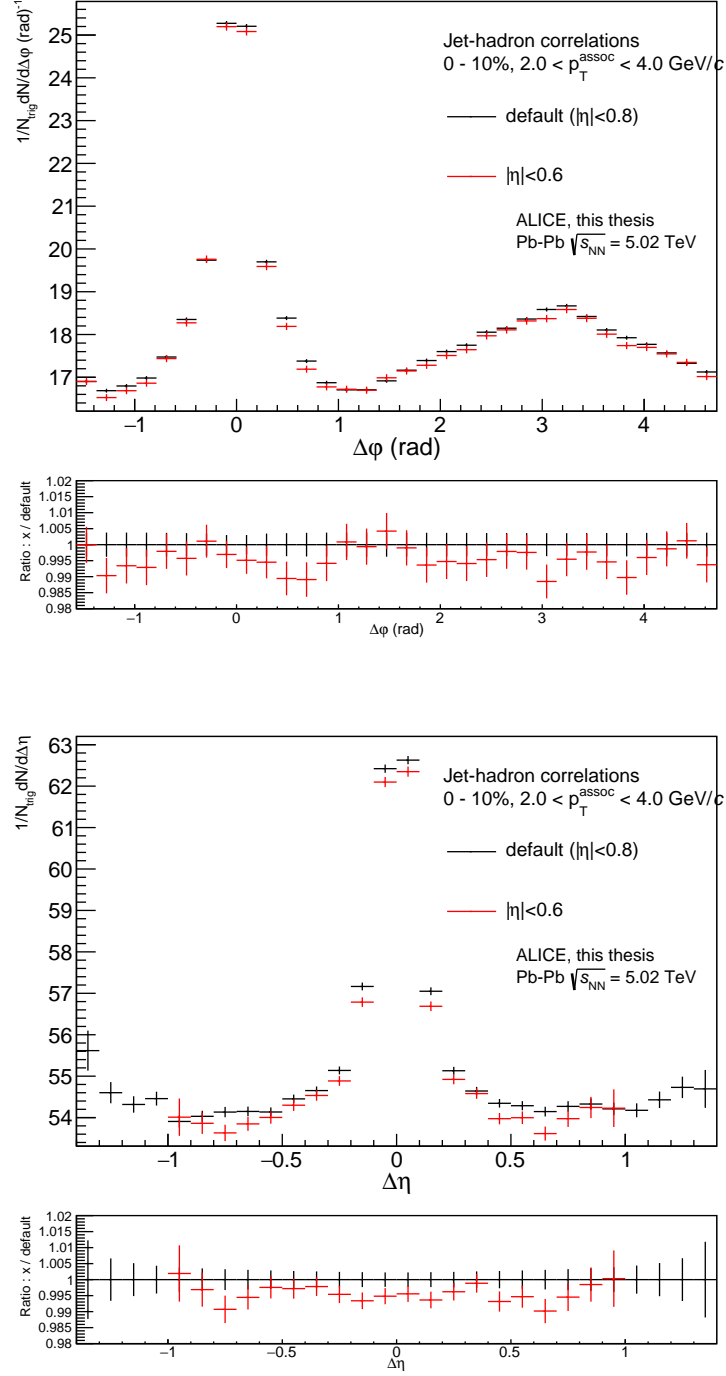 1/N_trig dN/dΔφ (rad)^-1
25
24
23
22
21
20
19
18
17
Jet-hadron correlations
0 - 10%, 2.0 < p_T^assoc < 4.0 GeV/c
default (|η|<0.8)
|η|<0.6
ALICE, this thesis
Pb-Pb √s_NN = 5.02 TeV
−1 0 1 2 3 4
Δφ (rad)
Ratio : x / default
1.02
1.015
1.010
1.005
1
0.995
0.99
0.985
0.98
−1 0 1 2 3 4
Δφ (rad)
1/N_trig dN/dΔη
63
62
61
60
59
58
57
56
55
54
Jet-hadron correlations
0 - 10%, 2.0 < p_T^assoc < 4.0 GeV/c
default (|η|<0.8)
|η|<0.6
ALICE, this thesis
Pb-Pb √s_NN = 5.02 TeV
−1 −0.5 0 0.5 1
Δη
Ratio : x / default
1.02
1.015
1.010
1.005
1
0.995
0.99
0.985
0.98
−1 −0.5 0 0.5 1
Δη